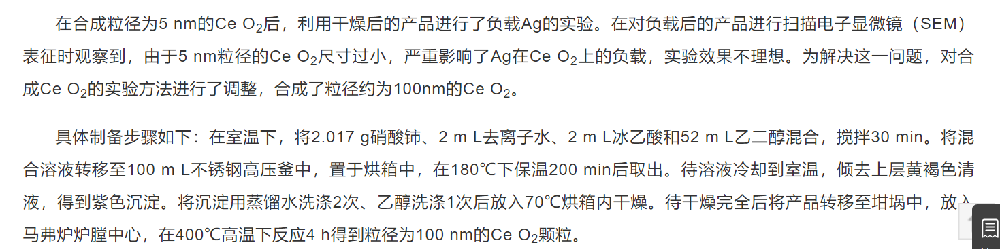 在合成粒径为5 nm的Ce O2后，利用干燥后的产品进行了负载Ag的实验。在对负载后的产品进行扫描电子显微镜（SEM）
表征时观察到，由于5 nm粒径的Ce O2尺寸过小，严重影响了Ag在Ce O2上的负载，实验效果不理想。为解决这一问题，对合
成Ce O2的实验方法进行了调整，合成了粒径约为100nm的Ce O2。
具体制备步骤如下：在室温下，将2.017 g硝酸铈、2 m L去离子水、2 m L冰乙酸和52 m L乙二醇混合，搅拌30 min。将混
合溶液转移至100 m L不锈钢高压釜中，置于烘箱中，在180℃下保温200 min后取出。待溶液冷却到室温，倾去上层黄褐色清
液，得到紫色沉淀。将沉淀用蒸馏水洗涤2次、乙醇洗涤1次后放入70℃烘箱内干燥。待干燥完全后将产品转移至坩埚中，放入
马弗炉炉膛中心，在400℃高温下反应4 h得到粒径为100 nm的Ce O2颗粒。